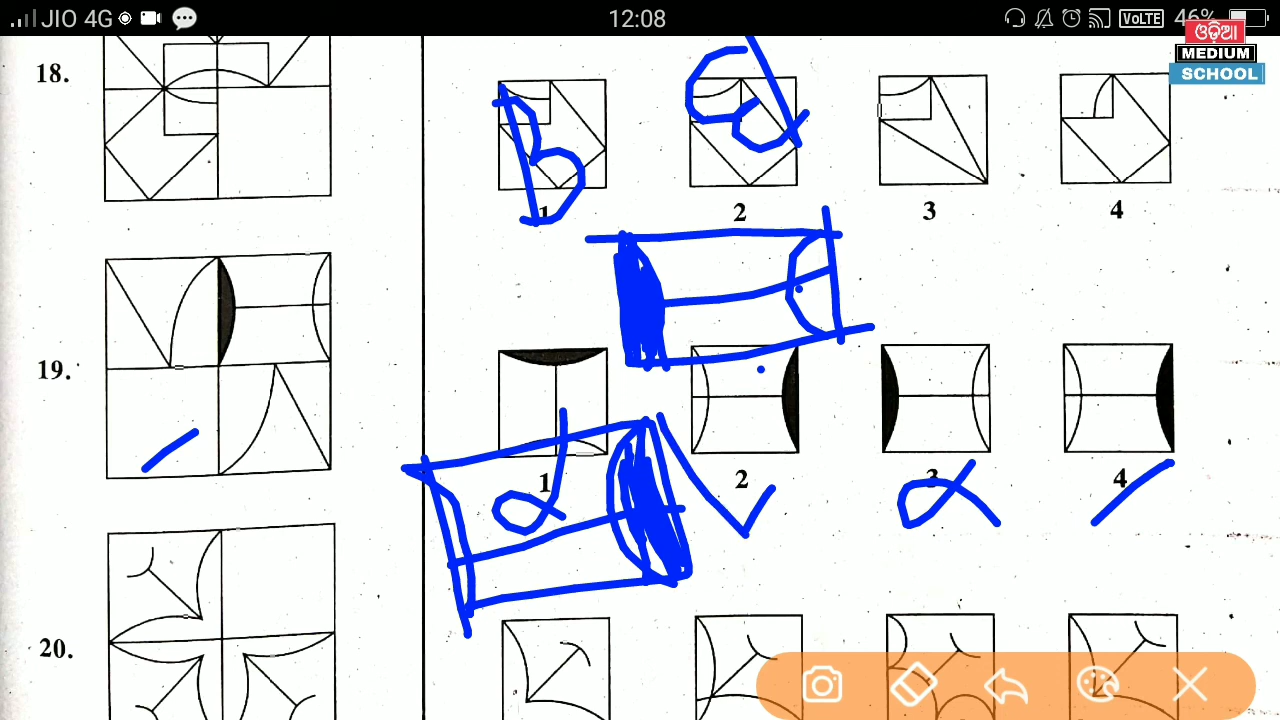 JIO 4G 12:08 VoLTE 46%
ଓଡ଼ିଆ
MEDIUM
SCHOOL
18.
1 2 3 4
19.
1 2 3 4
20.